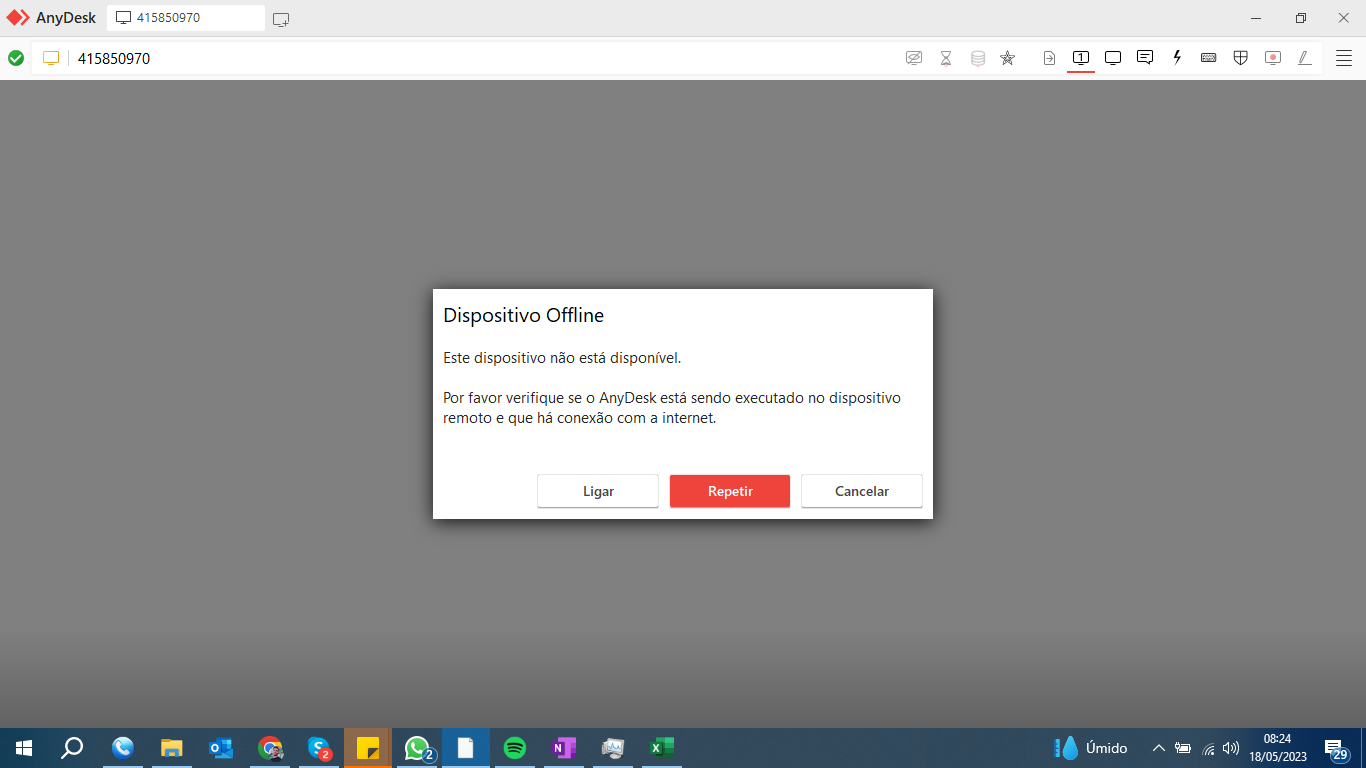 AnyDesk
415850970
415850970
1
Dispositivo Offline
Este dispositivo não está disponível.
Por favor verifique se o AnyDesk está sendo executado no dispositivo
remoto e que há conexão com a internet.
Ligar
Repetir
Cancelar
2
2
Úmido
08:24
18/05/2023
29